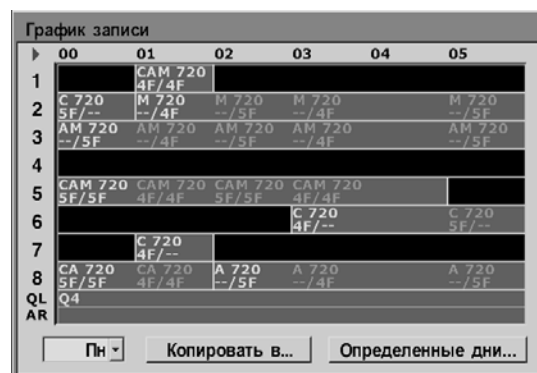 График записи
00 01 02 03 04 05
1 CAM 720
4F/4F
2 C 720 M 720 M 720 M 720 M 720
5F/-- --/4F --/5F --/4F --/5F
3 AM 720 AM 720 AM 720 AM 720 AM 720
--/5F --/4F --/5F --/4F --/5F
4
5 CAM 720 CAM 720 CAM 720 CAM 720
5F/5F 4F/4F 5F/5F 4F/4F
6 C 720 C 720
4F/-- 5F/--
7 C 720
4F/--
8 CA 720 CA 720 A 720 A 720 A 720
5F/5F 4F/4F --/5F --/4F --/5F
QL Q4
AR
Пн Копировать в... Определенные дни...